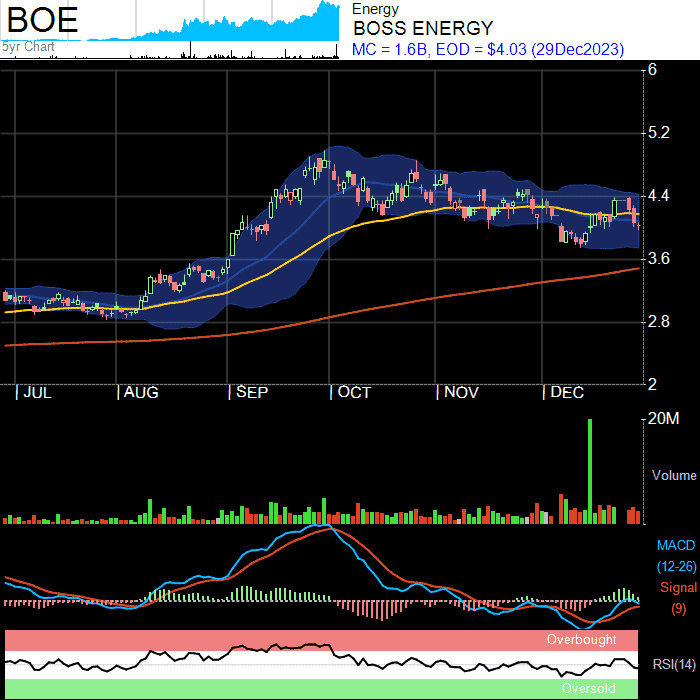 BOE
5yr Chart
Energy
BOSS ENERGY
MC = 1.6B, EOD = $4.03 (29Dec2023)
6
5.2
4.4
3.6
2.8
2
JUL
AUG
SEP
OCT
NOV
DEC
20M
Volume
MACD
(12-26)
Signal
(9)
Overbought
RSI(14)
Oversold